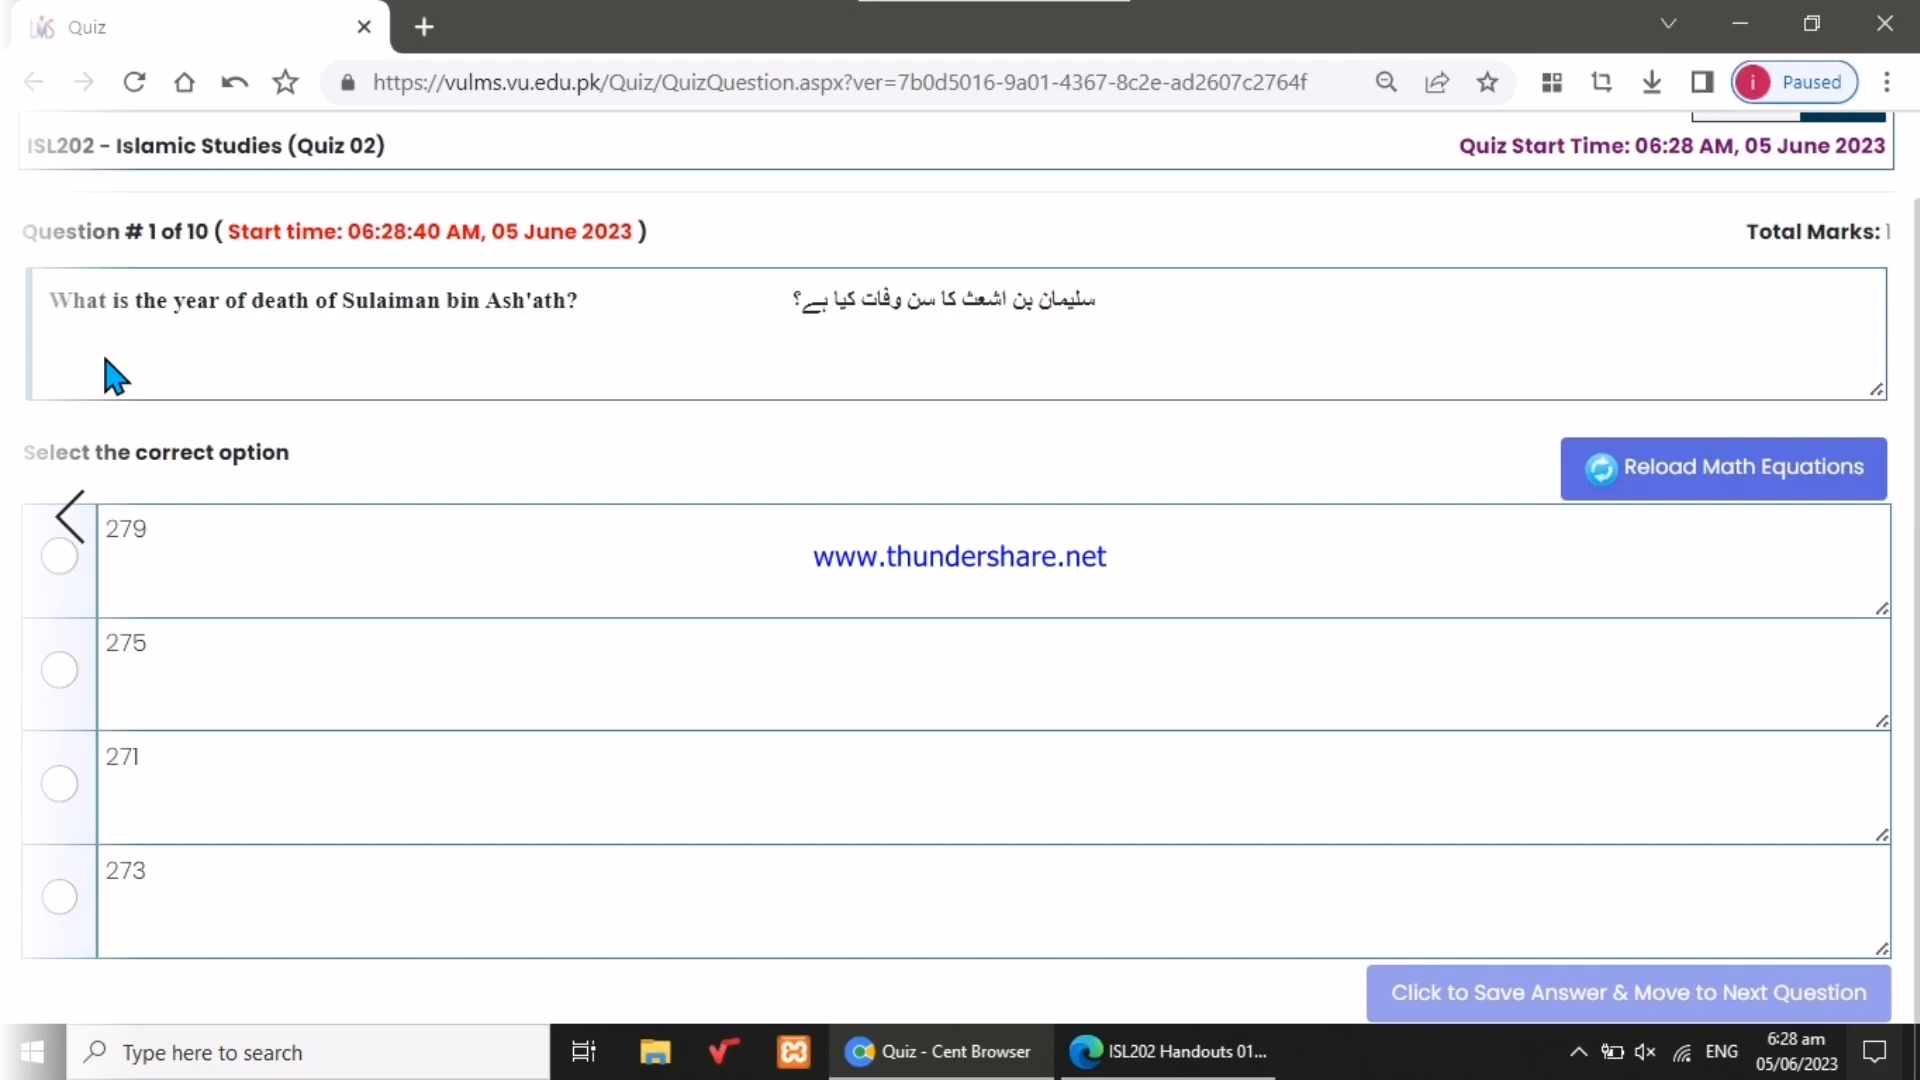 Quiz
https://vulms.vu.edu.pk/Quiz/QuizQuestion.aspx?ver=7b0d5016-9a01-4367-8c2e-ad2607c2764f
i Paused
ISL202 - Islamic Studies (Quiz 02)
Quiz Start Time: 06:28 AM, 05 June 2023
Question # 1 of 10 ( Start time: 06:28:40 AM, 05 June 2023 )
Total Marks: 1
What is the year of death of Sulaiman bin Ash'ath?
سلیمان بن اشعث کا سن وفات کیا ہے؟
Select the correct option
Reload Math Equations
279
www.thundershare.net
275
271
273
Click to Save Answer & Move to Next Question
Type here to search
Quiz - Cent Browser
ISL202 Handouts 01...
ENG
6:28 am
05/06/2023